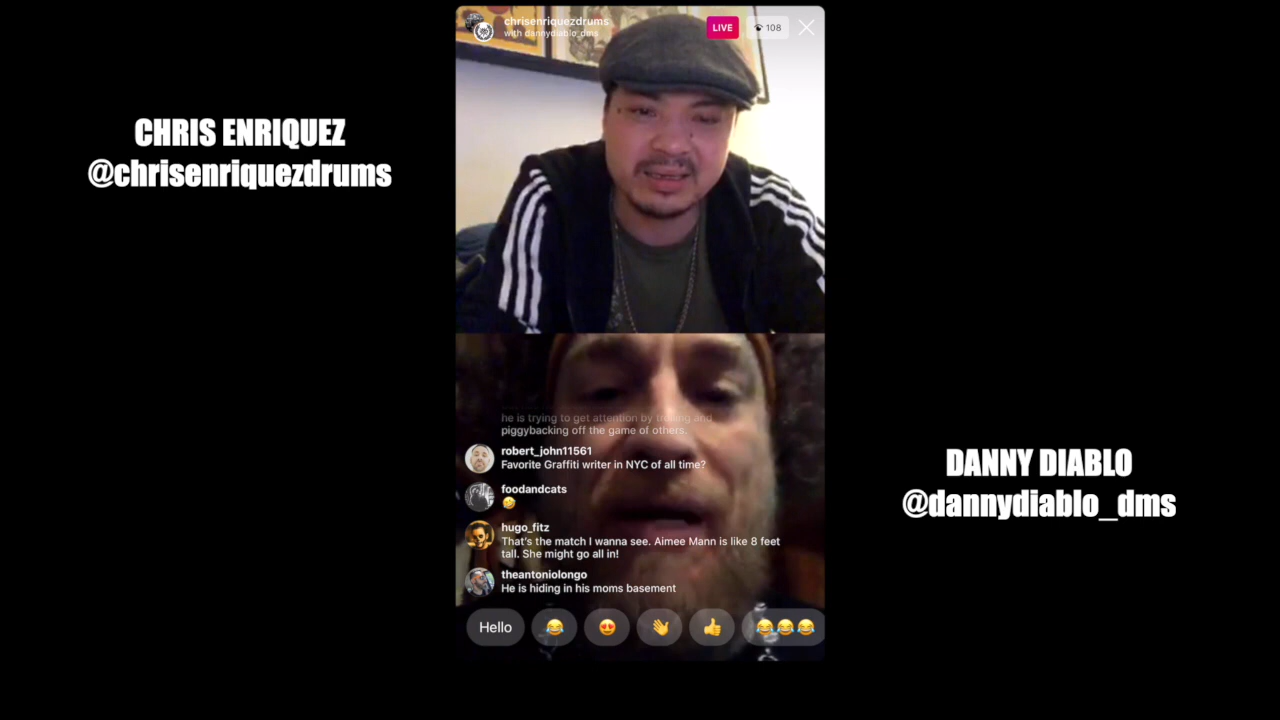 chrisenriquezdrums
with dannydiablo_dms
LIVE
108
CHRIS ENRIQUEZ
@chrisenriquezdrums
he is trying to get attention by trolling and
piggybacking off the game of others.
robert_john11561
Favorite Graffiti writer in NYC of all time?
foodandcats
🤣
hugo_fitz
That's the match I wanna see. Aimee Mann is like 8 feet
tall. She might go all in!
theantoniolongo
He is hiding in his moms basement
Hello 😂 😍 👋 👍 😂😂😂
DANNY DIABLO
@dannydiablo_dms